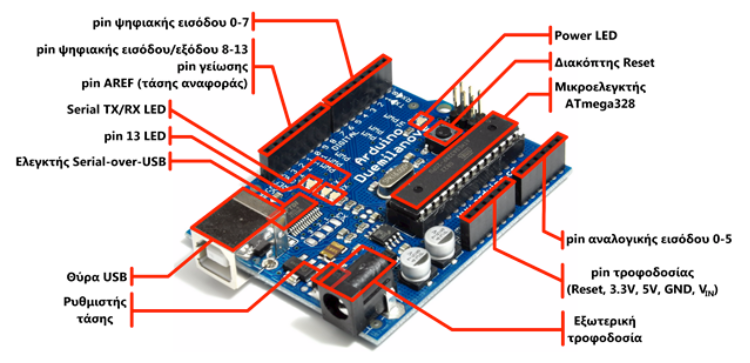 pin ψηφιακής εισόδου 0-7
pin ψηφιακής εισόδου/εξόδου 8-13
pin γείωσης
pin AREF (τάσης αναφοράς)
Serial TX/RX LED
pin 13 LED
Ελεγκτής Serial-over-USB
Θύρα USB
Ρυθμιστής
τάσης
Power LED
Διακόπτης Reset
Μικροελεγκτής
ATmega328
pin αναλογικής εισόδου 0-5
pin τροφοδοσίας
(Reset, 3.3V, 5V, GND, VIN)
Εξωτερική
τροφοδοσία
DIGITAL
Arduino
Duemilanove